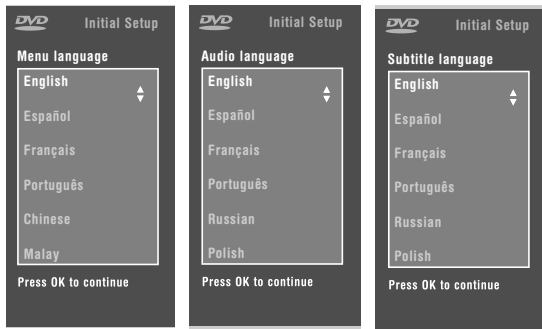 DVD Initial Setup
Menu language
English
Español
Français
Português
Chinese
Malay
Press OK to continue
DVD Initial Setup
Audio language
English
Español
Français
Português
Russian
Polish
Press OK to continue
DVD Initial Setup
Subtitle language
English
Español
Français
Português
Russian
Polish
Press OK to continue